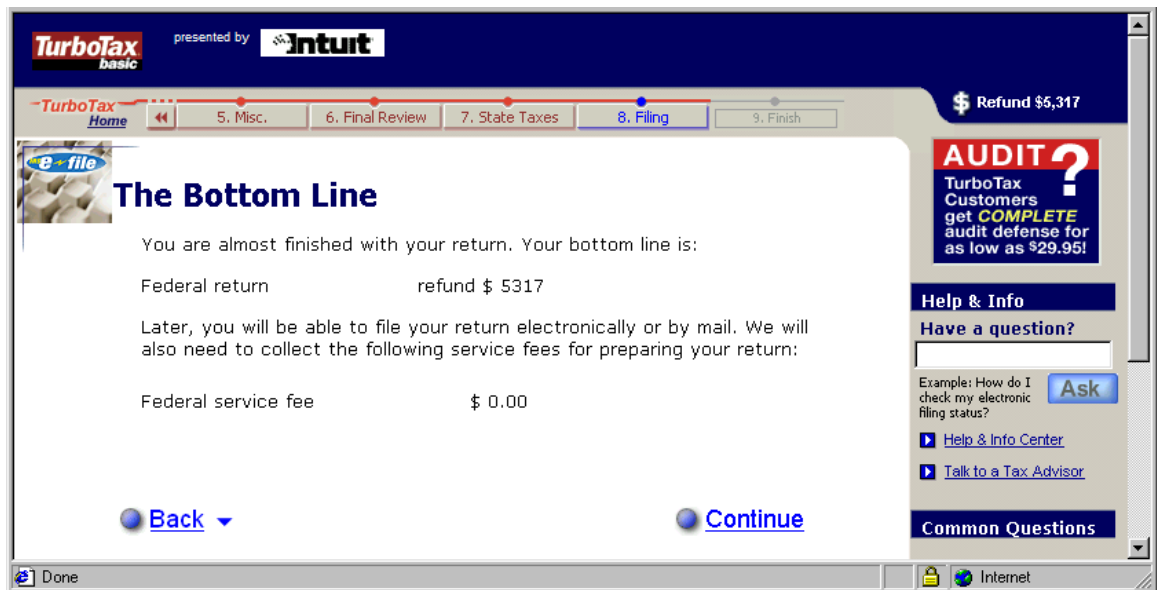 TurboTax
basic
presented by
Intuit
Refund $5,317
TurboTax
Home
5. Misc.
6. Final Review
7. State Taxes
8. Filing
9. Finish
e-file
The Bottom Line
You are almost finished with your return. Your bottom line is:
Federal return refund $ 5317
Later, you will be able to file your return electronically or by mail. We will
also need to collect the following service fees for preparing your return:
Federal service fee $ 0.00
Back
Continue
AUDIT?
TurboTax
Customers
get COMPLETE
audit defense for
as low as $29.95!
Help & Info
Have a question?
Example: How do I
check my electronic
filing status?
Ask
Help & Info Center
Talk to a Tax Advisor
Common Questions
Done
Internet